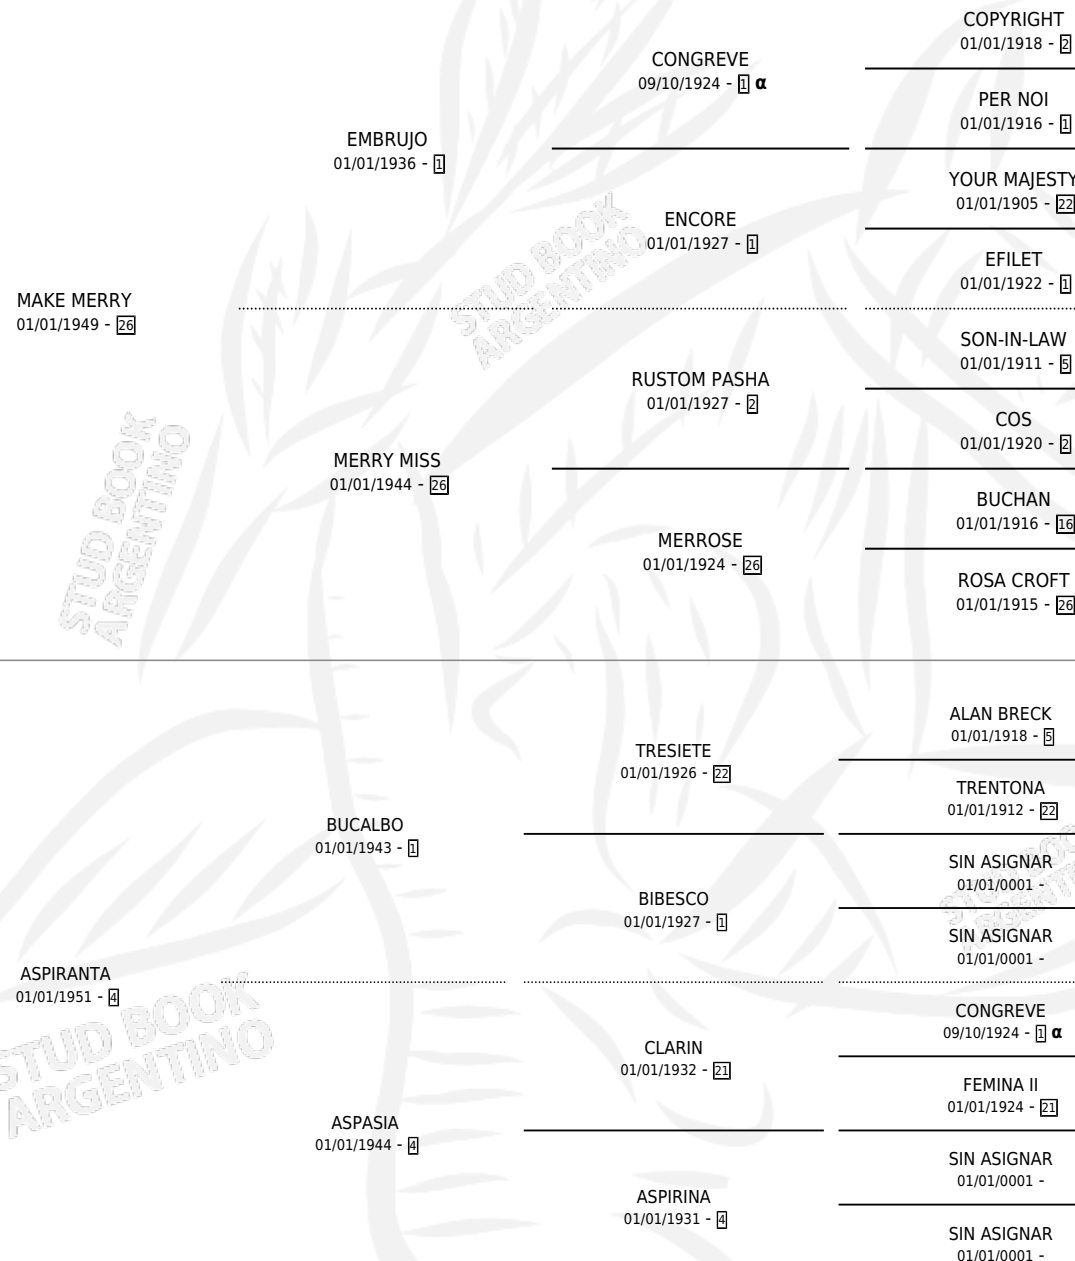 COPYRIGHT
01/01/1918 - 2
CONGREVE
09/10/1924 - 1 α
PER NOI
01/01/1916 - 1
EMBRUJO
01/01/1936 - 1
YOUR MAJESTY
01/01/1905 - 22
ENCORE
01/01/1927 - 1
EFILET
01/01/1922 - 1
MAKE MERRY
01/01/1949 - 26
SON-IN-LAW
01/01/1911 - 5
RUSTOM PASHA
01/01/1927 - 2
COS
01/01/1920 - 2
MERRY MISS
01/01/1944 - 26
BUCHAN
01/01/1916 - 16
MERROSE
01/01/1924 - 26
ROSA CROFT
01/01/1915 - 26
ALAN BRECK
01/01/1918 - 5
TRESIETE
01/01/1926 - 22
TRENTONA
01/01/1912 - 22
BUCALBO
01/01/1943 - 1
SIN ASIGNAR
01/01/0001 -
BIBESCO
01/01/1927 - 1
SIN ASIGNAR
01/01/0001 -
ASPIRANTA
01/01/1951 - 4
CONGREVE
09/10/1924 - 1 α
CLARIN
01/01/1932 - 21
FEMINA II
01/01/1924 - 21
ASPASIA
01/01/1944 - 4
SIN ASIGNAR
01/01/0001 -
ASPIRINA
01/01/1931 - 4
SIN ASIGNAR
01/01/0001 -
STUD BOOK
ARGENTINO
STUD BOOK
ARGENTINO
STUD BOOK
ARGENTINO